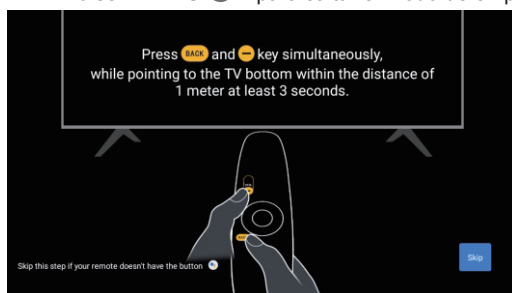 Press BACK and − key simultaneously,
while pointing to the TV bottom within the distance of
1 meter at least 3 seconds.
BACK
Skip this step if your remote doesn't have the button
Skip